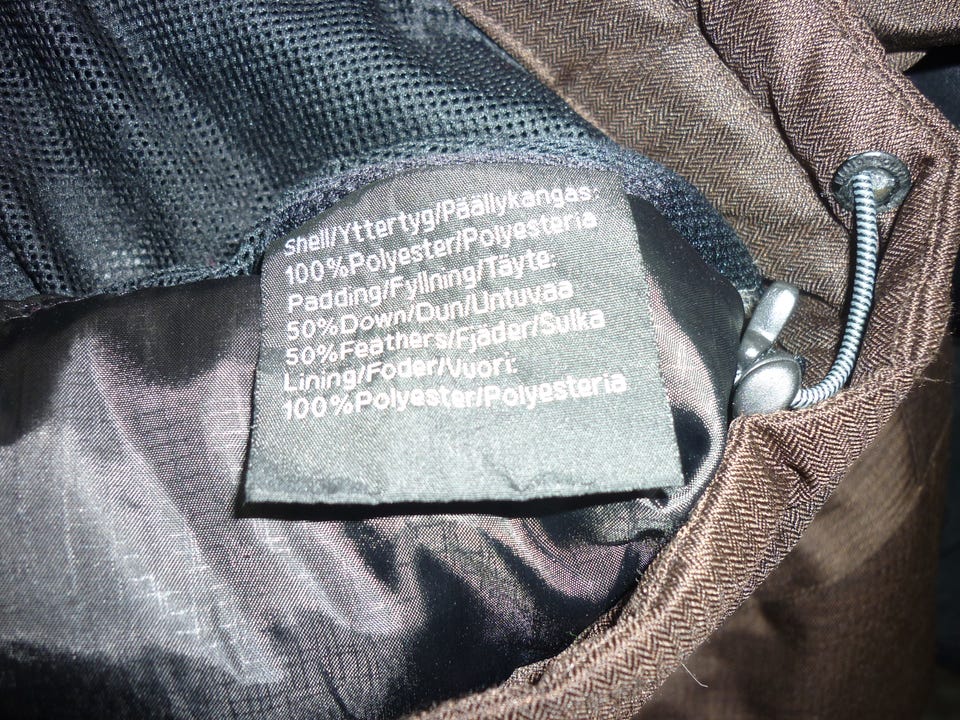 Shell/Yttertyg/Päällykangas:
100%Polyester/Polyesteria
Padding/Fyllning/Täyte:
50%Down/Dun/Untuvaa
50%Feathers/Fjäder/Sulka
Lining/Foder/Vuori:
100%Polyester/Polyesteria